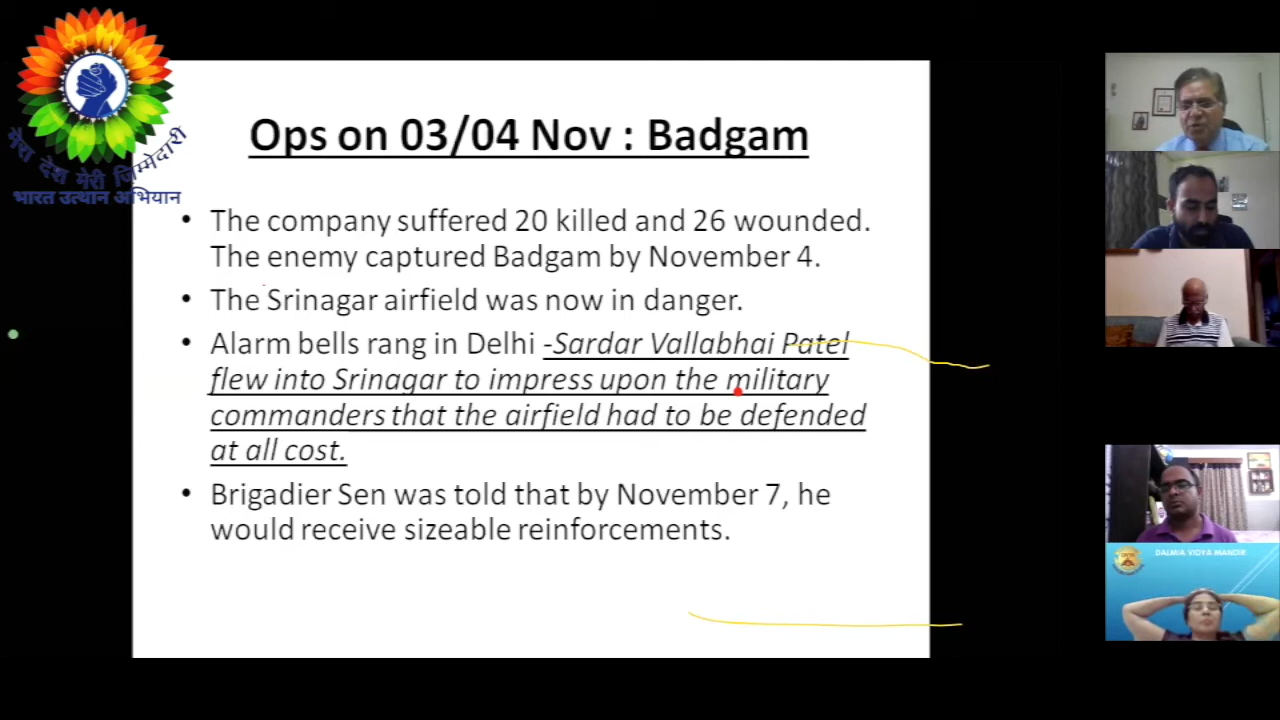 Ops on 03/04 Nov : Badgam
मेरा देश मेरी जिम्मेदारी
भारत उत्थान अभियान
• The company suffered 20 killed and 26 wounded.
The enemy captured Badgam by November 4.
• The Srinagar airfield was now in danger.
• Alarm bells rang in Delhi -Sardar Vallabhai Patel
flew into Srinagar to impress upon the military
commanders that the airfield had to be defended
at all cost.
• Brigadier Sen was told that by November 7, he
would receive sizeable reinforcements.
DALMIA VIDYA MANDIR